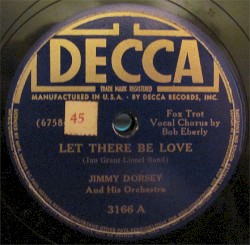 DECCA
TRADE MARK REGISTERED
MANUFACTURED IN U.S.A. - BY DECCA RECORDS, INC.
(6758
45
Fox Trot
Vocal Chorus by
Bob Eberly
LET THERE BE LOVE
(Ian Grant-Lionel Rand)
JIMMY DORSEY
And His Orchestra
3166 A